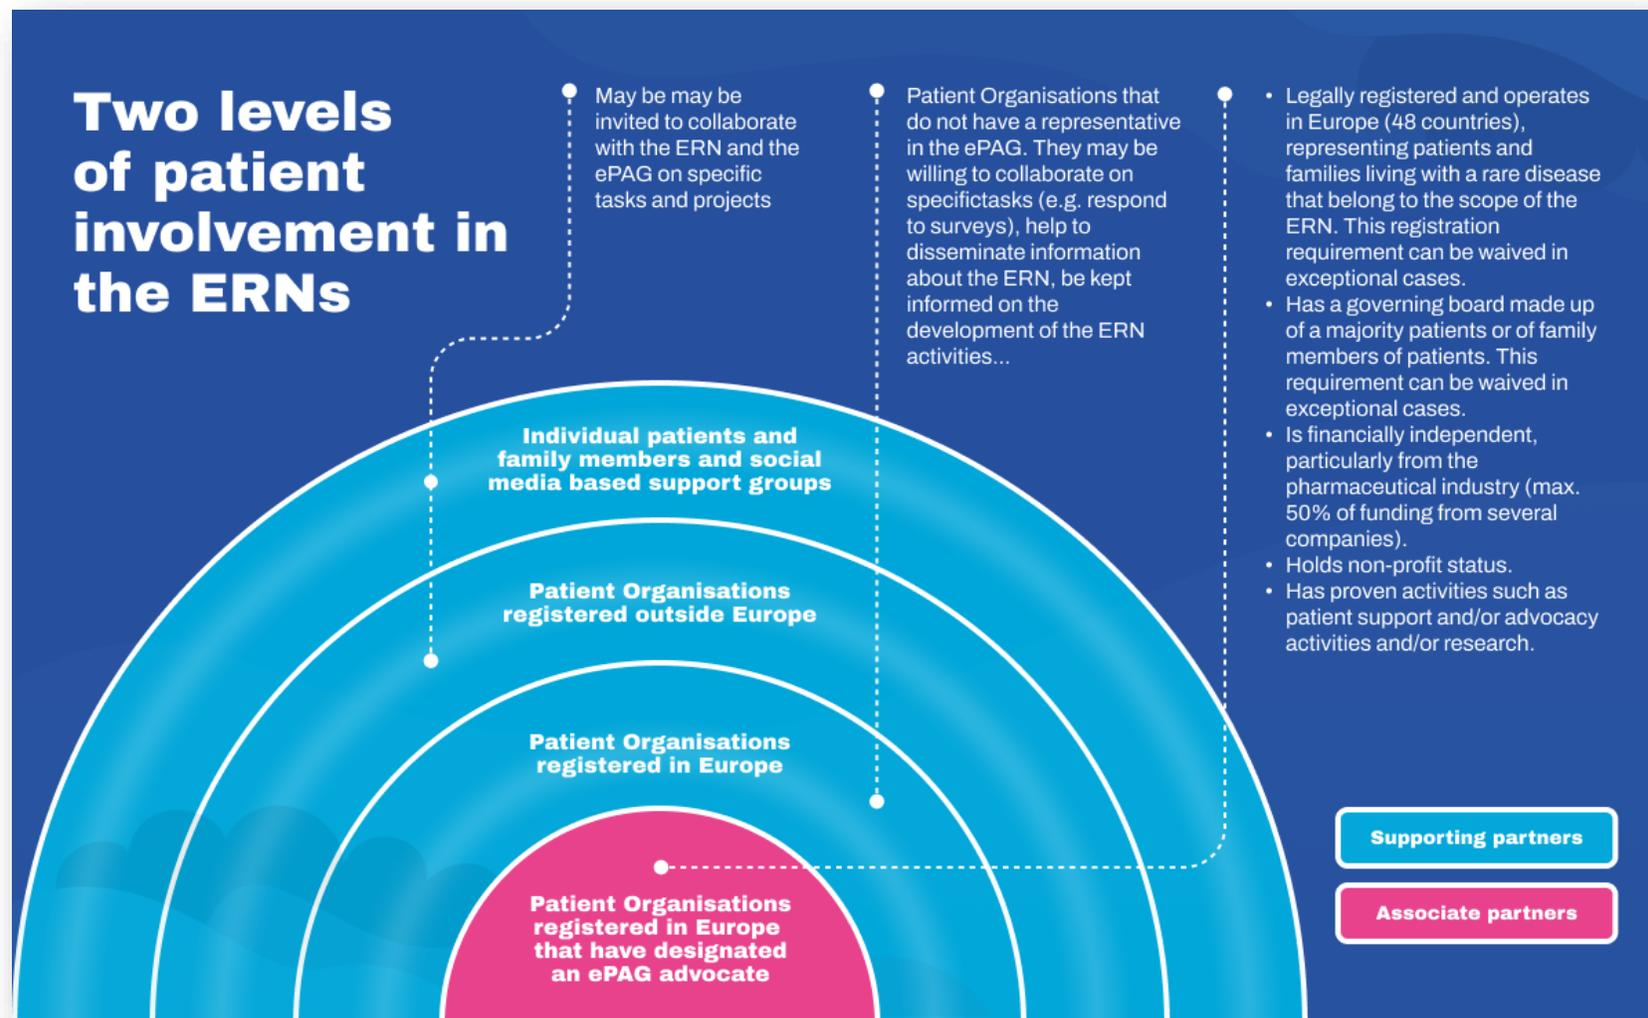 Two levels
of patient
involvement in
the ERNs
May be may be
invited to collaborate
with the ERN and the
ePAG on specific
tasks and projects
Patient Organisations that
do not have a representative
in the ePAG. They may be
willing to collaborate on
specifictasks (e.g. respond
to surveys), help to
disseminate information
about the ERN, be kept
informed on the
development of the ERN
activities...
• Legally registered and operates
in Europe (48 countries),
representing patients and
families living with a rare disease
that belong to the scope of the
ERN. This registration
requirement can be waived in
exceptional cases.
• Has a governing board made up
of a majority patients or of family
members of patients. This
requirement can be waived in
exceptional cases.
• Is financially independent,
particularly from the
pharmaceutical industry (max.
50% of funding from several
companies).
• Holds non-profit status.
• Has proven activities such as
patient support and/or advocacy
activities and/or research.
Individual patients and
family members and social
media based support groups
Patient Organisations
registered outside Europe
Patient Organisations
registered in Europe
Patient Organisations
registered in Europe
that have designated
an ePAG advocate
Supporting partners
Associate partners